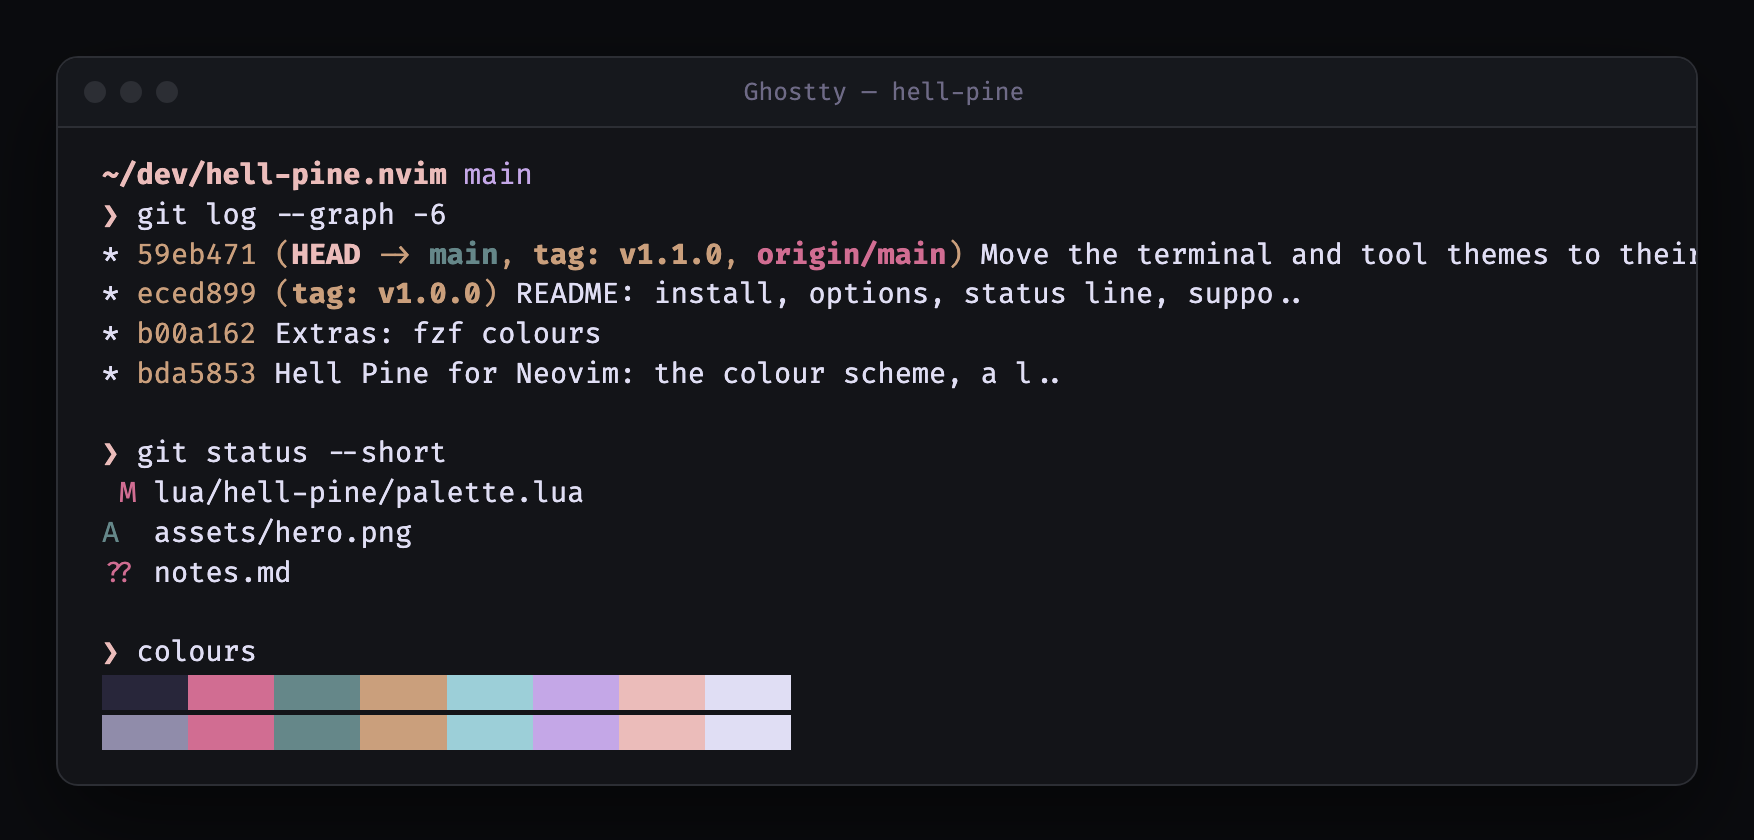 Ghostty — hell-pine
~/dev/hell-pine.nvim main
❯ git log --graph -6
* 59eb471 (HEAD -> main, tag: v1.1.0, origin/main) Move the terminal and tool themes to their
* eced899 (tag: v1.0.0) README: install, options, status line, suppo..
* b00a162 Extras: fzf colours
* bda5853 Hell Pine for Neovim: the colour scheme, a l..
❯ git status --short
 M lua/hell-pine/palette.lua
A  assets/hero.png
?? notes.md
❯ colours